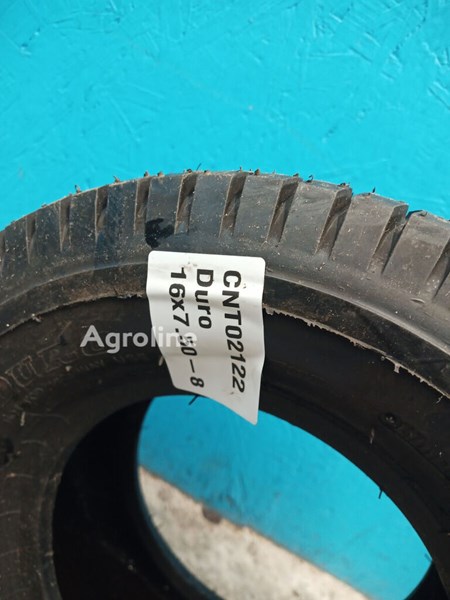 CNT02122
Duro
16x7.50-8
Agroline